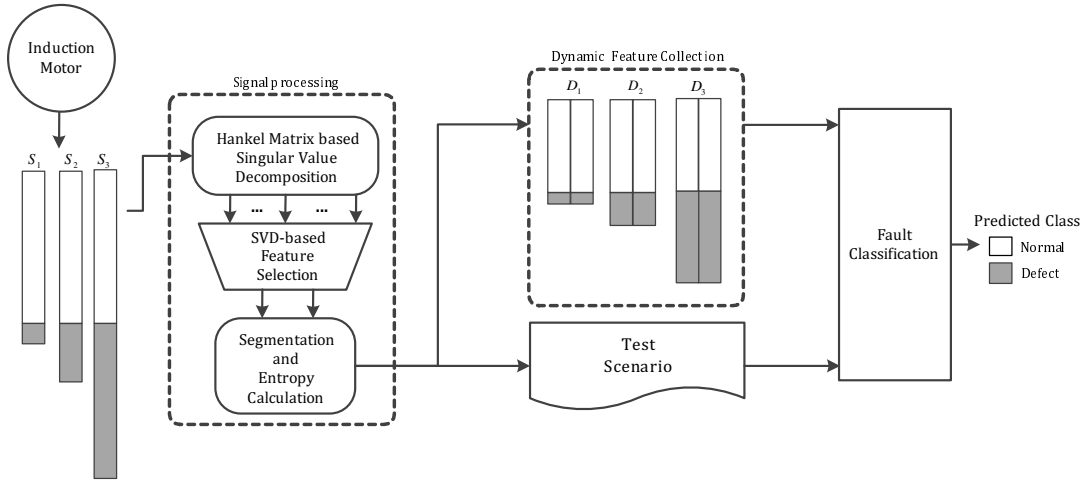 Induction
Motor
S1
S2
S3
Signal processing
Hankel Matrix based
Singular Value
Decomposition
... ...
SVD-based
Feature
Selection
Segmentation
and
Entropy
Calculation
Dynamic Feature Collection
D1
D2
D3
Test
Scenario
Fault
Classification
Predicted Class
Normal
Defect